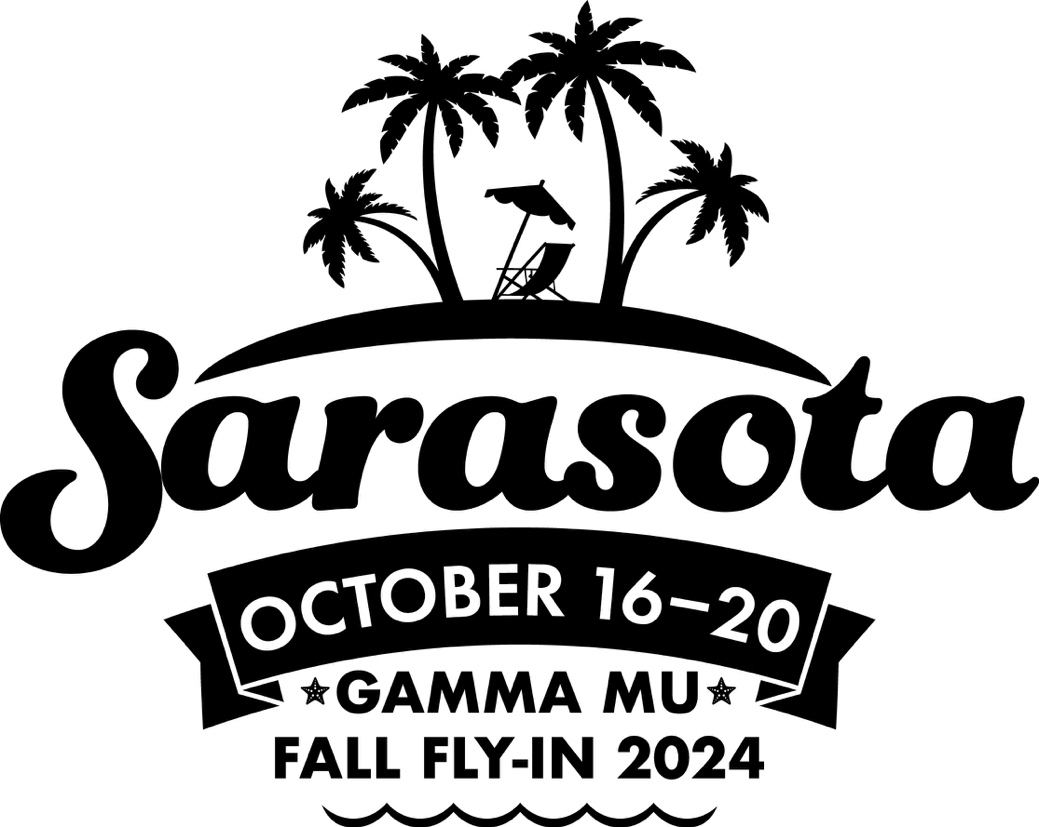 Sarasota
OCTOBER 16–20
GAMMA MU
FALL FLY-IN 2024